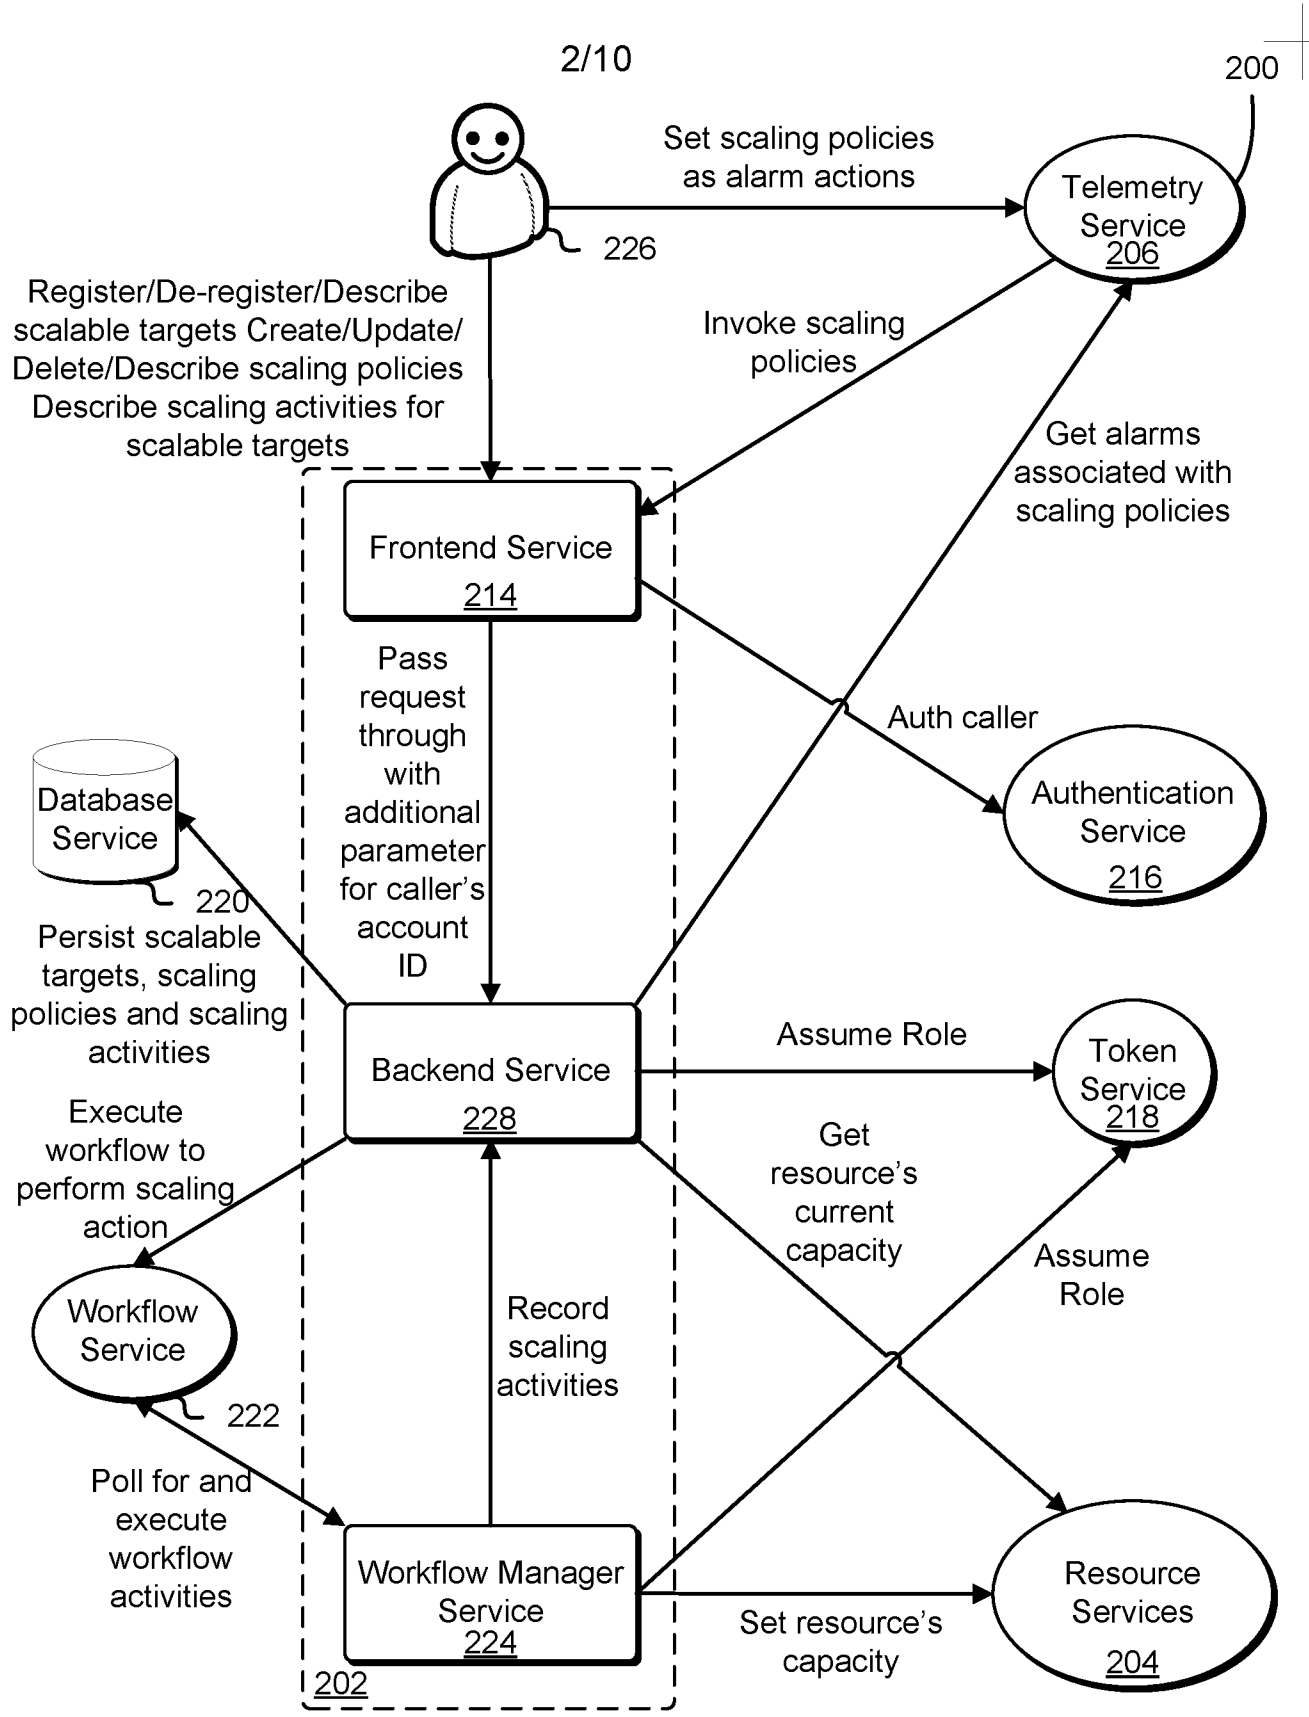 2/10
200
Set scaling policies
as alarm actions
Telemetry
Service
206
226
Register/De-register/Describe
scalable targets Create/Update/
Delete/Describe scaling policies
Describe scaling activities for
scalable targets
Invoke scaling
policies
Get alarms
associated with
scaling policies
Frontend Service
214
Pass
request
through
with
additional
parameter
for caller's
account
ID
Auth caller
Authentication
Service
216
Database
Service
220
Persist scalable
targets, scaling
policies and scaling
activities
Backend Service
228
Assume Role
Token
Service
218
Execute
workflow to
perform scaling
action
Get
resource's
current
capacity
Assume
Role
Workflow
Service
222
Record
scaling
activities
Poll for and
execute
workflow
activities
Workflow Manager
Service
224
202
Set resource's
capacity
Resource
Services
204